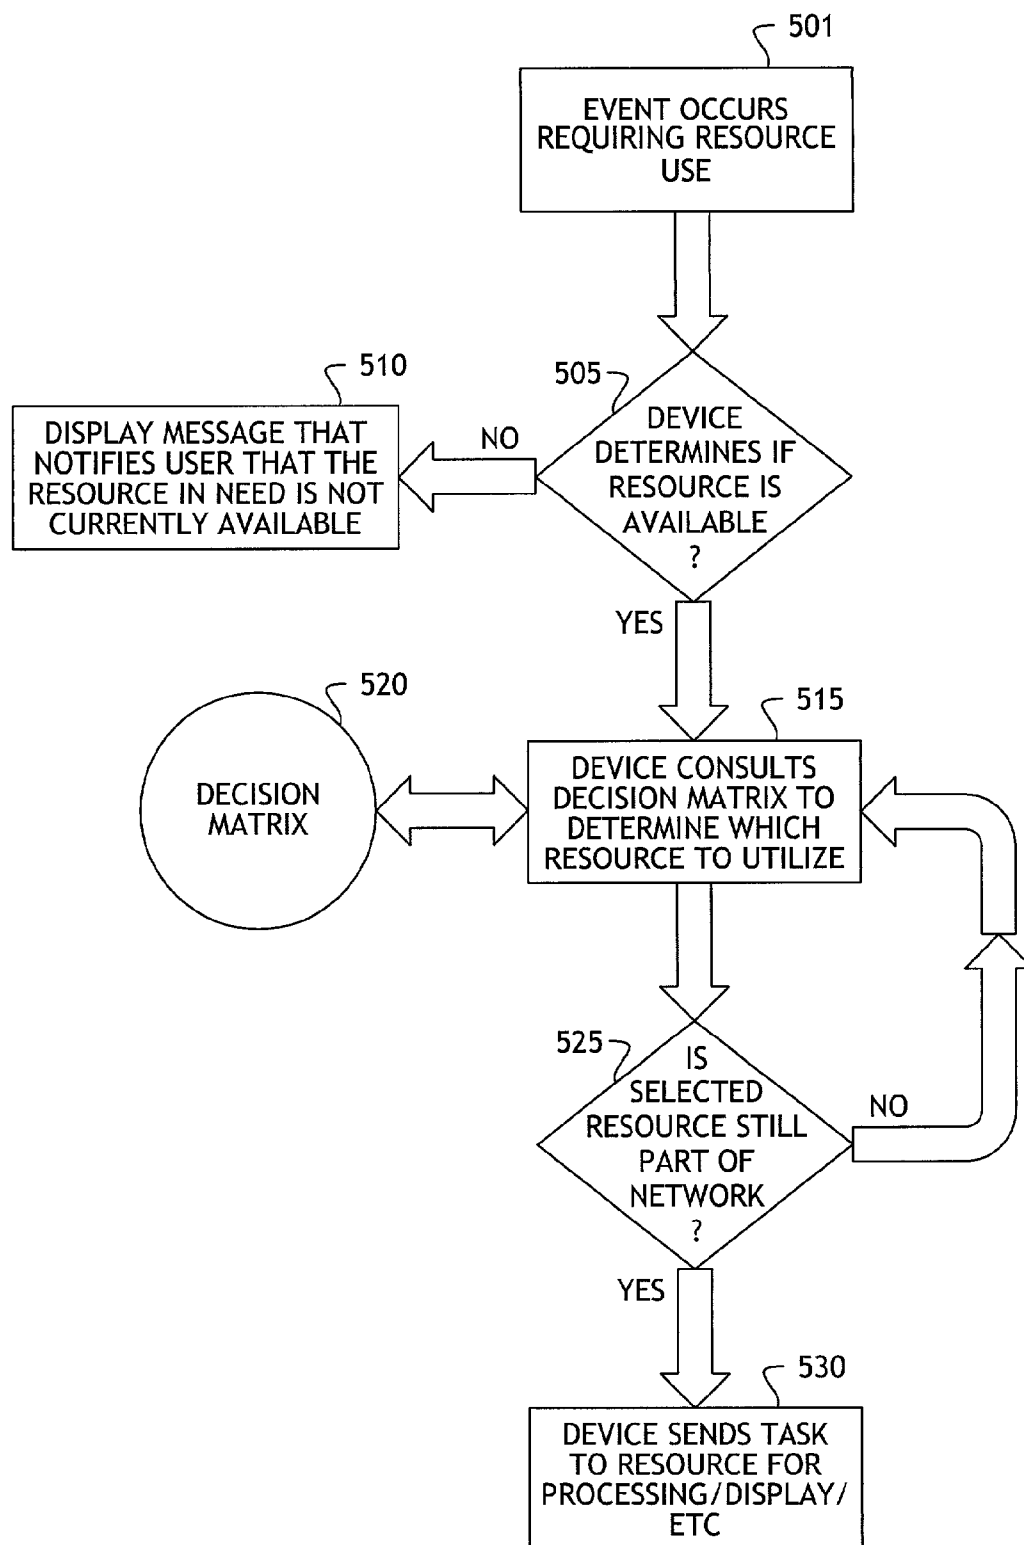 501
EVENT OCCURS
REQUIRING RESOURCE
USE
505
DEVICE
DETERMINES IF
RESOURCE IS
AVAILABLE
?
NO
510
DISPLAY MESSAGE THAT
NOTIFIES USER THAT THE
RESOURCE IN NEED IS NOT
CURRENTLY AVAILABLE
YES
515
DEVICE CONSULTS
DECISION MATRIX TO
DETERMINE WHICH
RESOURCE TO UTILIZE
520
DECISION
MATRIX
525
IS
SELECTED
RESOURCE STILL
PART OF
NETWORK
?
NO
YES
530
DEVICE SENDS TASK
TO RESOURCE FOR
PROCESSING/DISPLAY/
ETC